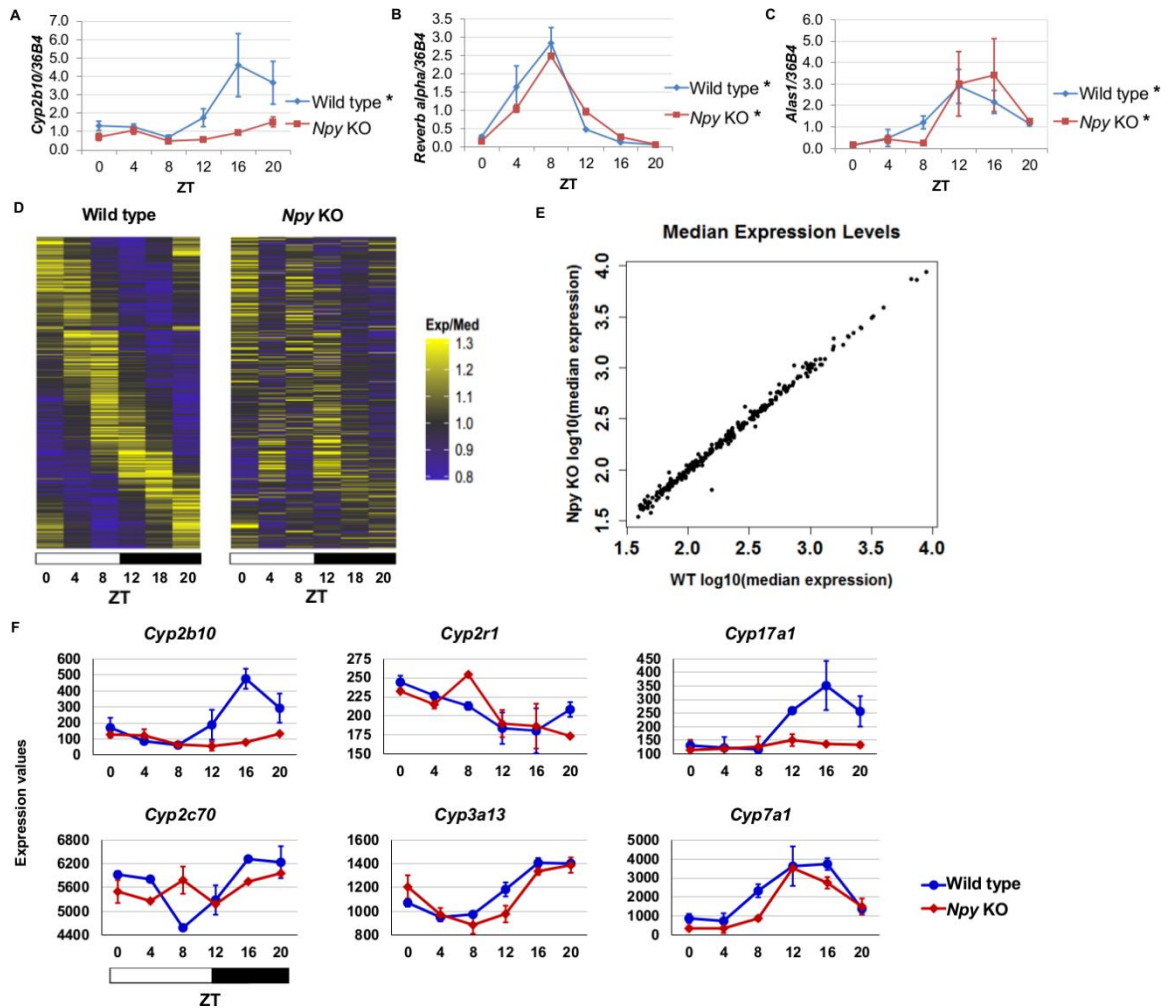 A
Cyp2b10/36B4
7.0
6.0
5.0
4.0
3.0
2.0
1.0
0.0
0 4 8 12 16 20
ZT
Wild type *
Npy KO
B
Reverb alpha/36B4
3.5
3.0
2.5
2.0
1.5
1.0
0.5
0.0
0 4 8 12 16 20
ZT
Wild type *
Npy KO *
C
Alas1/36B4
6.0
5.0
4.0
3.0
2.0
1.0
0.0
0 4 8 12 16 20
ZT
Wild type *
Npy KO *
D
Wild type
Npy KO
Exp/Med
1.3
1.2
1.1
1.0
0.9
0.8
0 4 8 12 18 20
ZT
0 4 8 12 18 20
ZT
E
Median Expression Levels
Npy KO log10(median expression)
4.0
3.5
3.0
2.5
2.0
1.5
1.5 2.0 2.5 3.0 3.5 4.0
WT log10(median expression)
F
Expression values
Cyp2b10
600
500
400
300
200
100
0
0 4 8 12 16 20
Cyp2r1
275
250
225
200
175
150
0 4 8 12 16 20
Cyp17a1
450
400
350
300
250
200
150
100
0 4 8 12 16 20
Cyp2c70
6800
6200
5600
5000
4400
0 4 8 12 16 20
ZT
Cyp3a13
1600
1400
1200
1000
800
0 4 8 12 16 20
Cyp7a1
5000
4000
3000
2000
1000
0
0 4 8 12 16 20
Wild type
Npy KO